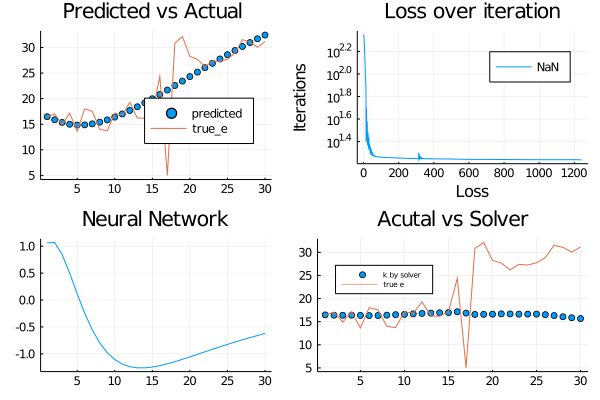 Predicted vs Actual
30
25
20
15
10
5
predicted
true_e
5 10 15 20 25 30
Loss over iteration
10^2.2
10^2.0
10^1.8
10^1.6
10^1.4
Iterations
NaN
0 200 400 600 800 1000 1200
Loss
Neural Network
1.0
0.5
0.0
-0.5
-1.0
5 10 15 20 25 30
Acutal vs Solver
30
25
20
15
10
5
k by solver
true e
5 10 15 20 25 30